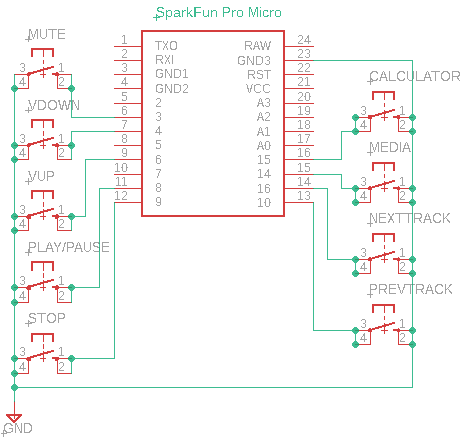 SparkFun Pro Micro
MUTE
VDOWN
VUP
PLAY/PAUSE
STOP
1 TXO RAW 24
2 RXI GND3 23
3 GND1 RST 22
4 GND2 VCC 21
5 2 A3 20
6 3 A2 19
7 4 A1 18
8 5 A0 17
9 6 15 16
10 7 14 15
11 8 16 14
12 9 10 13
CALCULATOR
MEDIA
NEXTTRACK
PREVTRACK
3 1
4 2
3 1
4 2
3 1
4 2
3 1
4 2
3 1
4 2
3 1
4 2
3 1
4 2
3 1
4 2
3 1
4 2
GND